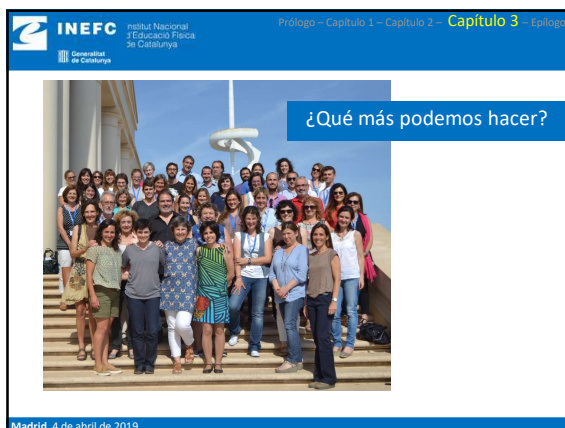 INEFC
Institut Nacional
d'Educació Física
de Catalunya
Generalitat
de Catalunya
Prólogo – Capítulo 1 – Capítulo 2 – Capítulo 3 – Epílogo
¿Qué más podemos hacer?
Madrid, 4 de abril de 2019